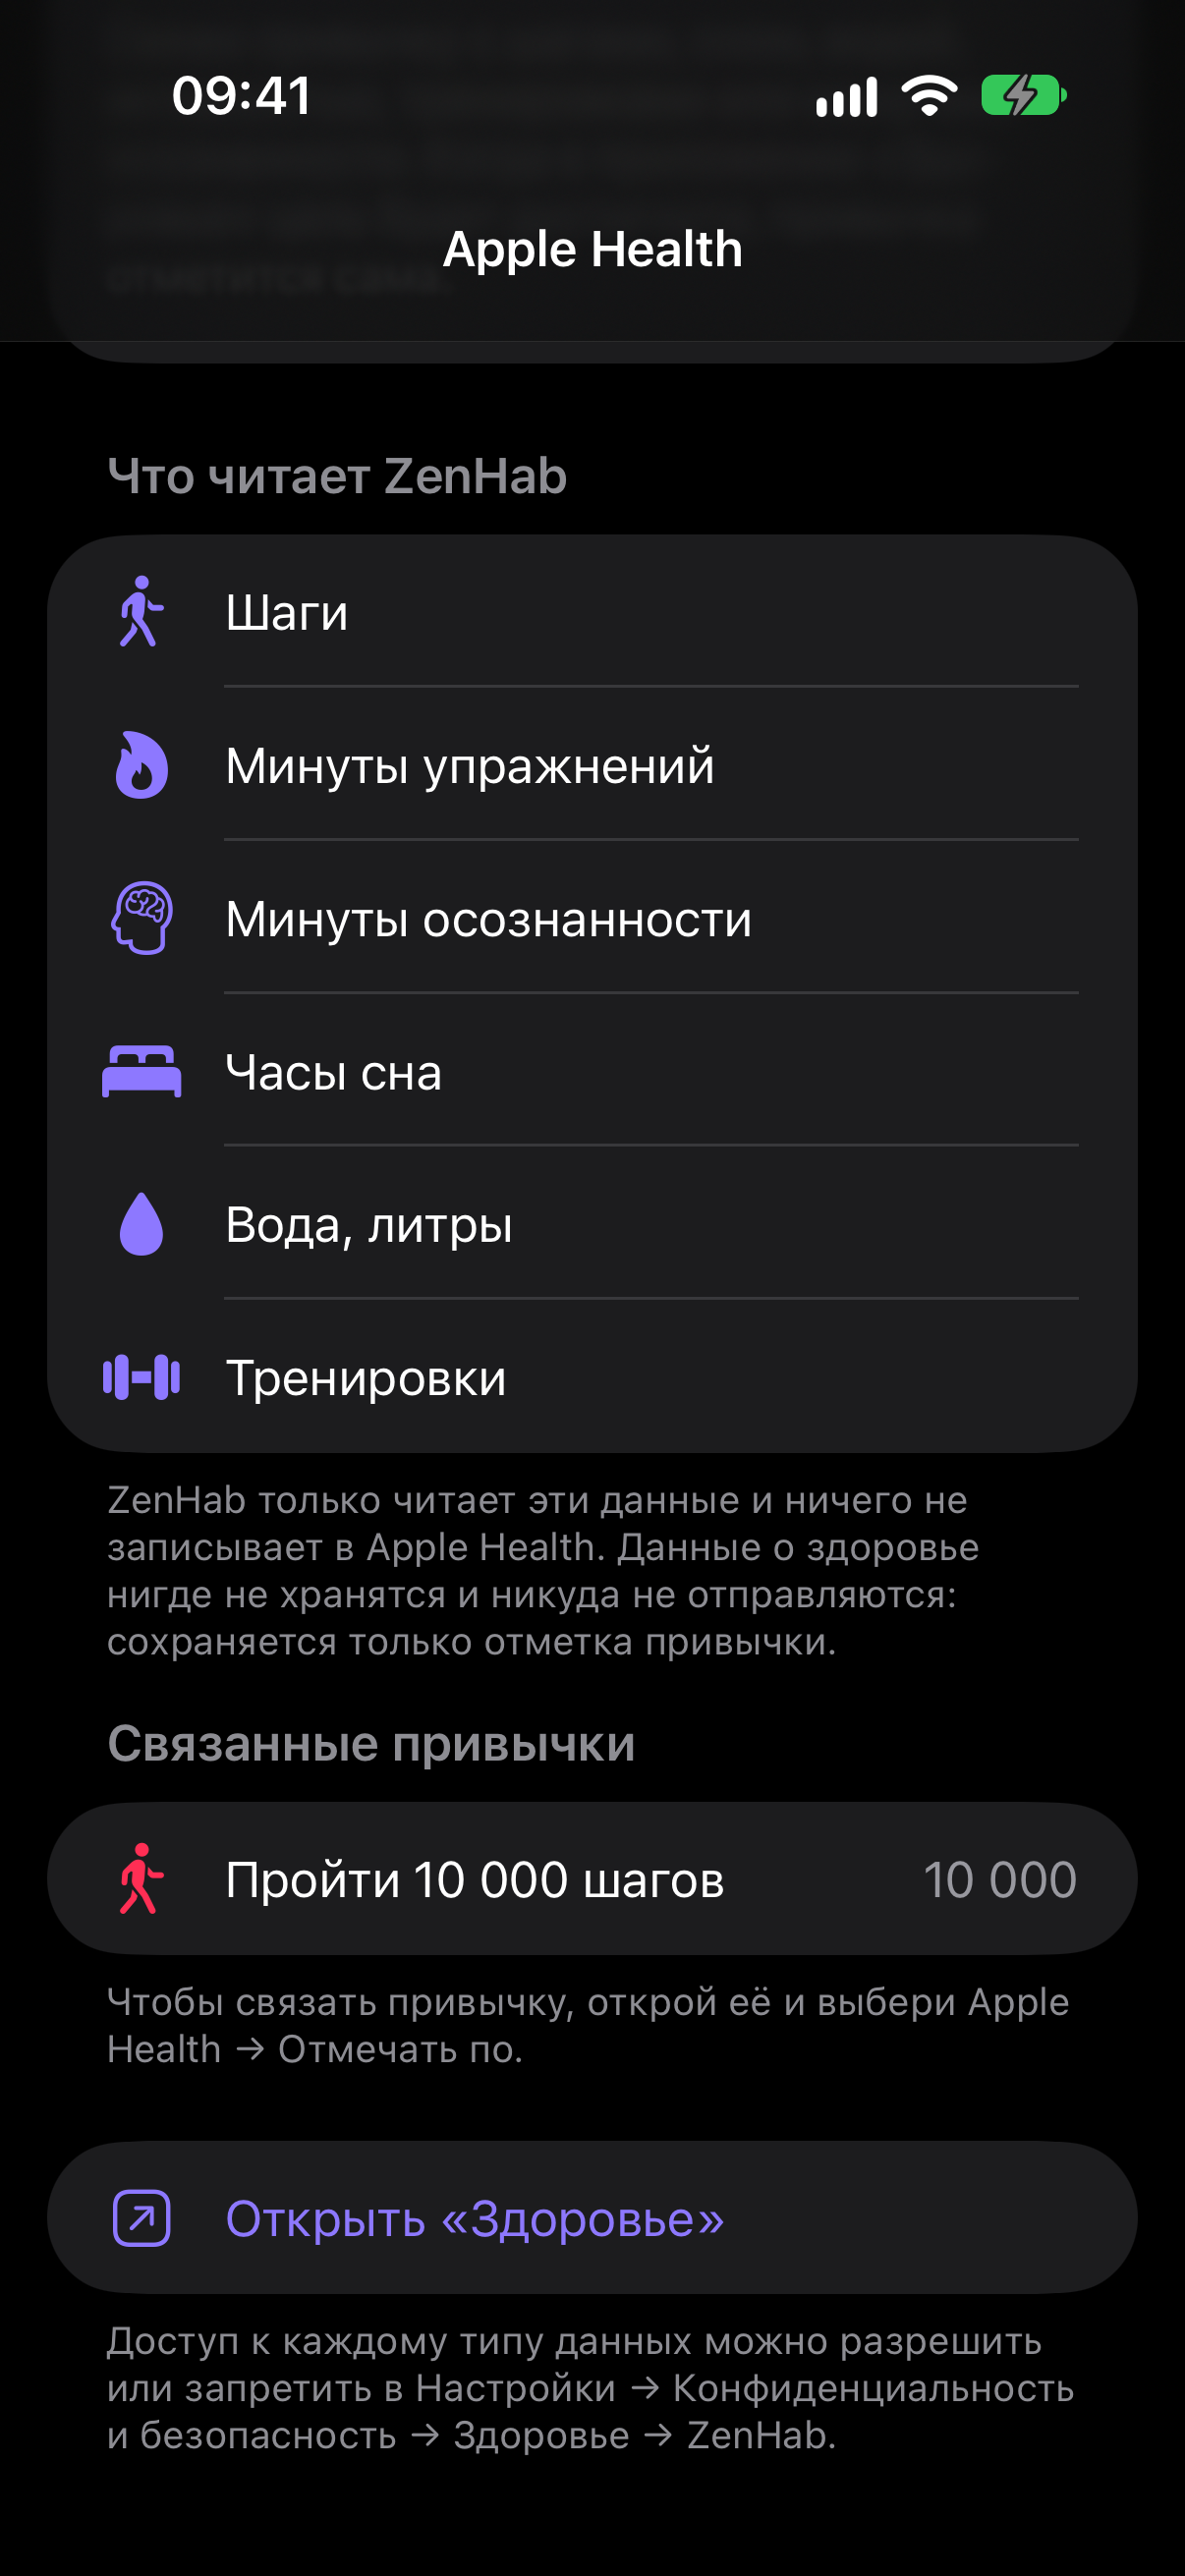 09:41
Apple Health
отметится сама.
Что читает ZenHab
Шаги
Минуты упражнений
Минуты осознанности
Часы сна
Вода, литры
Тренировки
ZenHab только читает эти данные и ничего не
записывает в Apple Health. Данные о здоровье
нигде не хранятся и никуда не отправляются:
сохраняется только отметка привычки.
Связанные привычки
Пройти 10 000 шагов 10 000
Чтобы связать привычку, открой её и выбери Apple
Health → Отмечать по.
Открыть «Здоровье»
Доступ к каждому типу данных можно разрешить
или запретить в Настройки → Конфиденциальность
и безопасность → Здоровье → ZenHab.